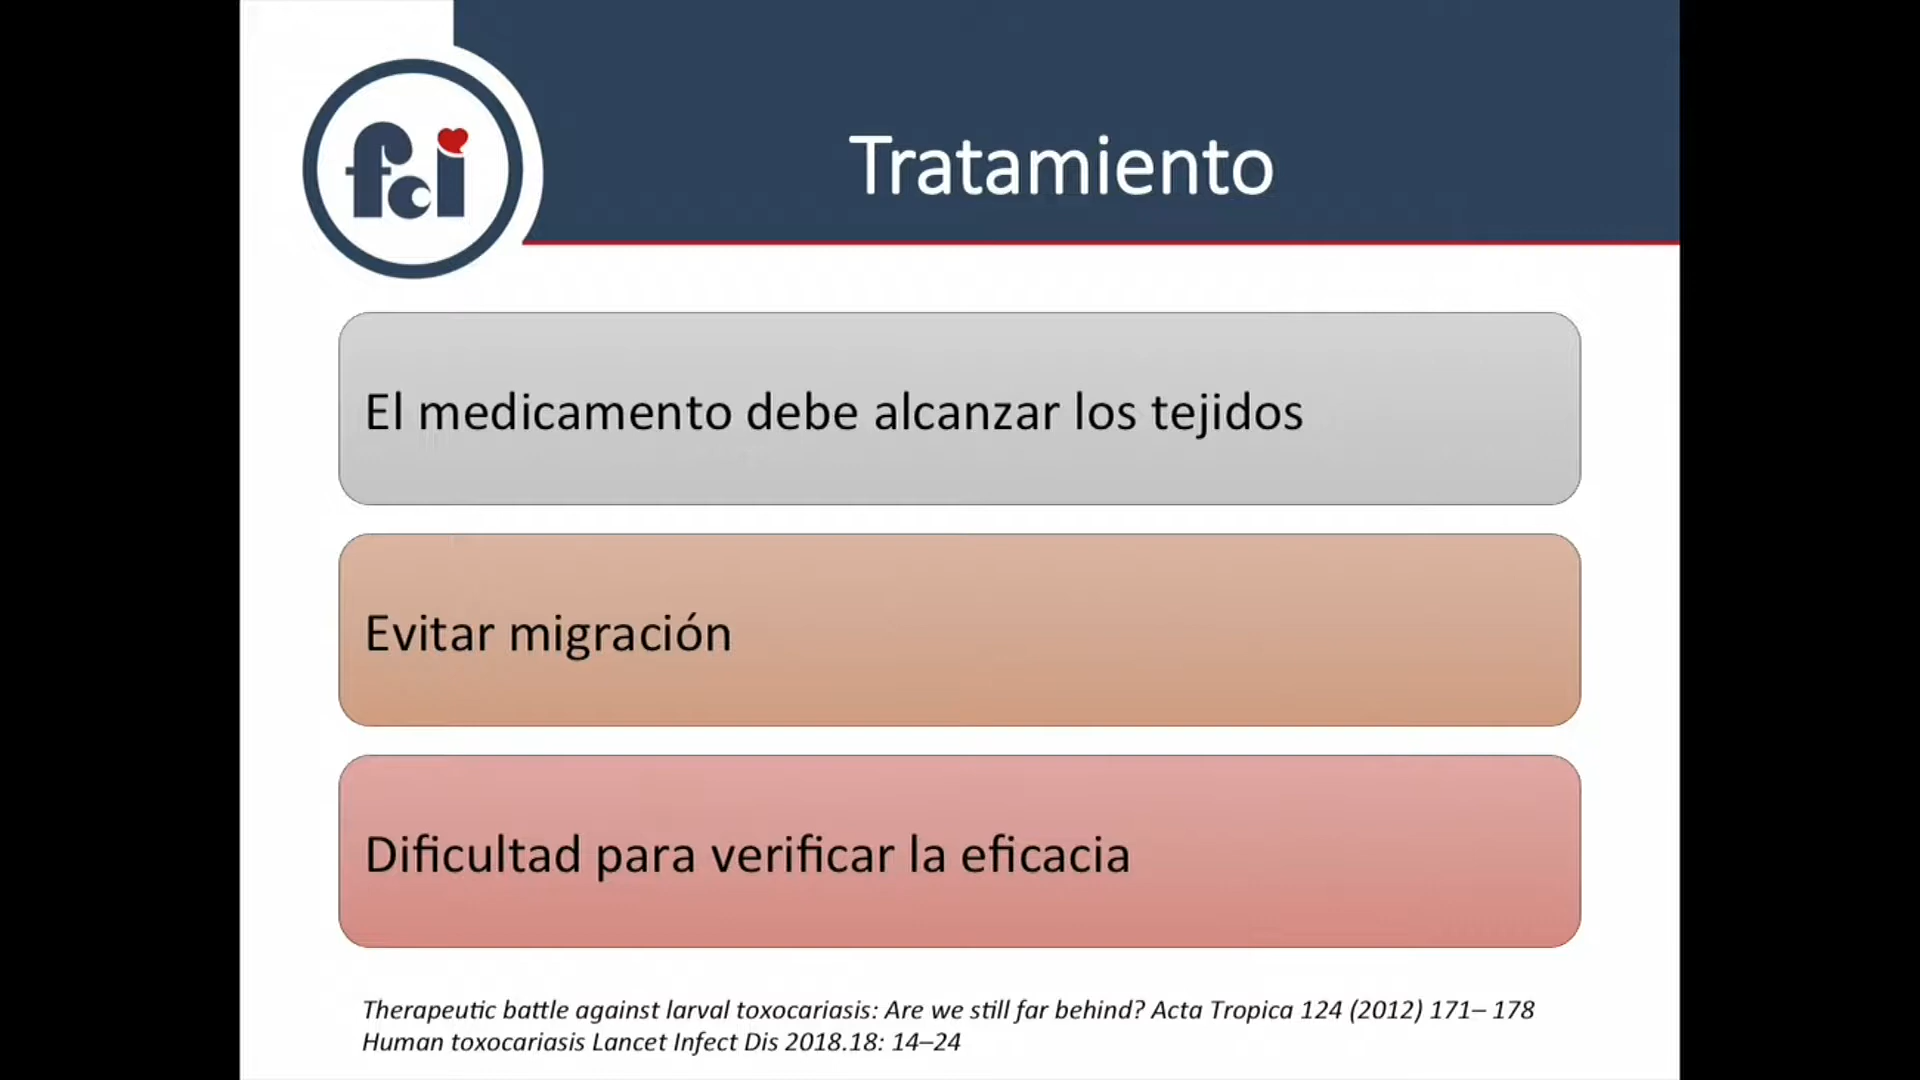 fci
Tratamiento
El medicamento debe alcanzar los tejidos
Evitar migración
Dificultad para verificar la eficacia
Therapeutic battle against larval toxocariasis: Are we still far behind? Acta Tropica 124 (2012) 171– 178
Human toxocariasis Lancet Infect Dis 2018.18: 14–24